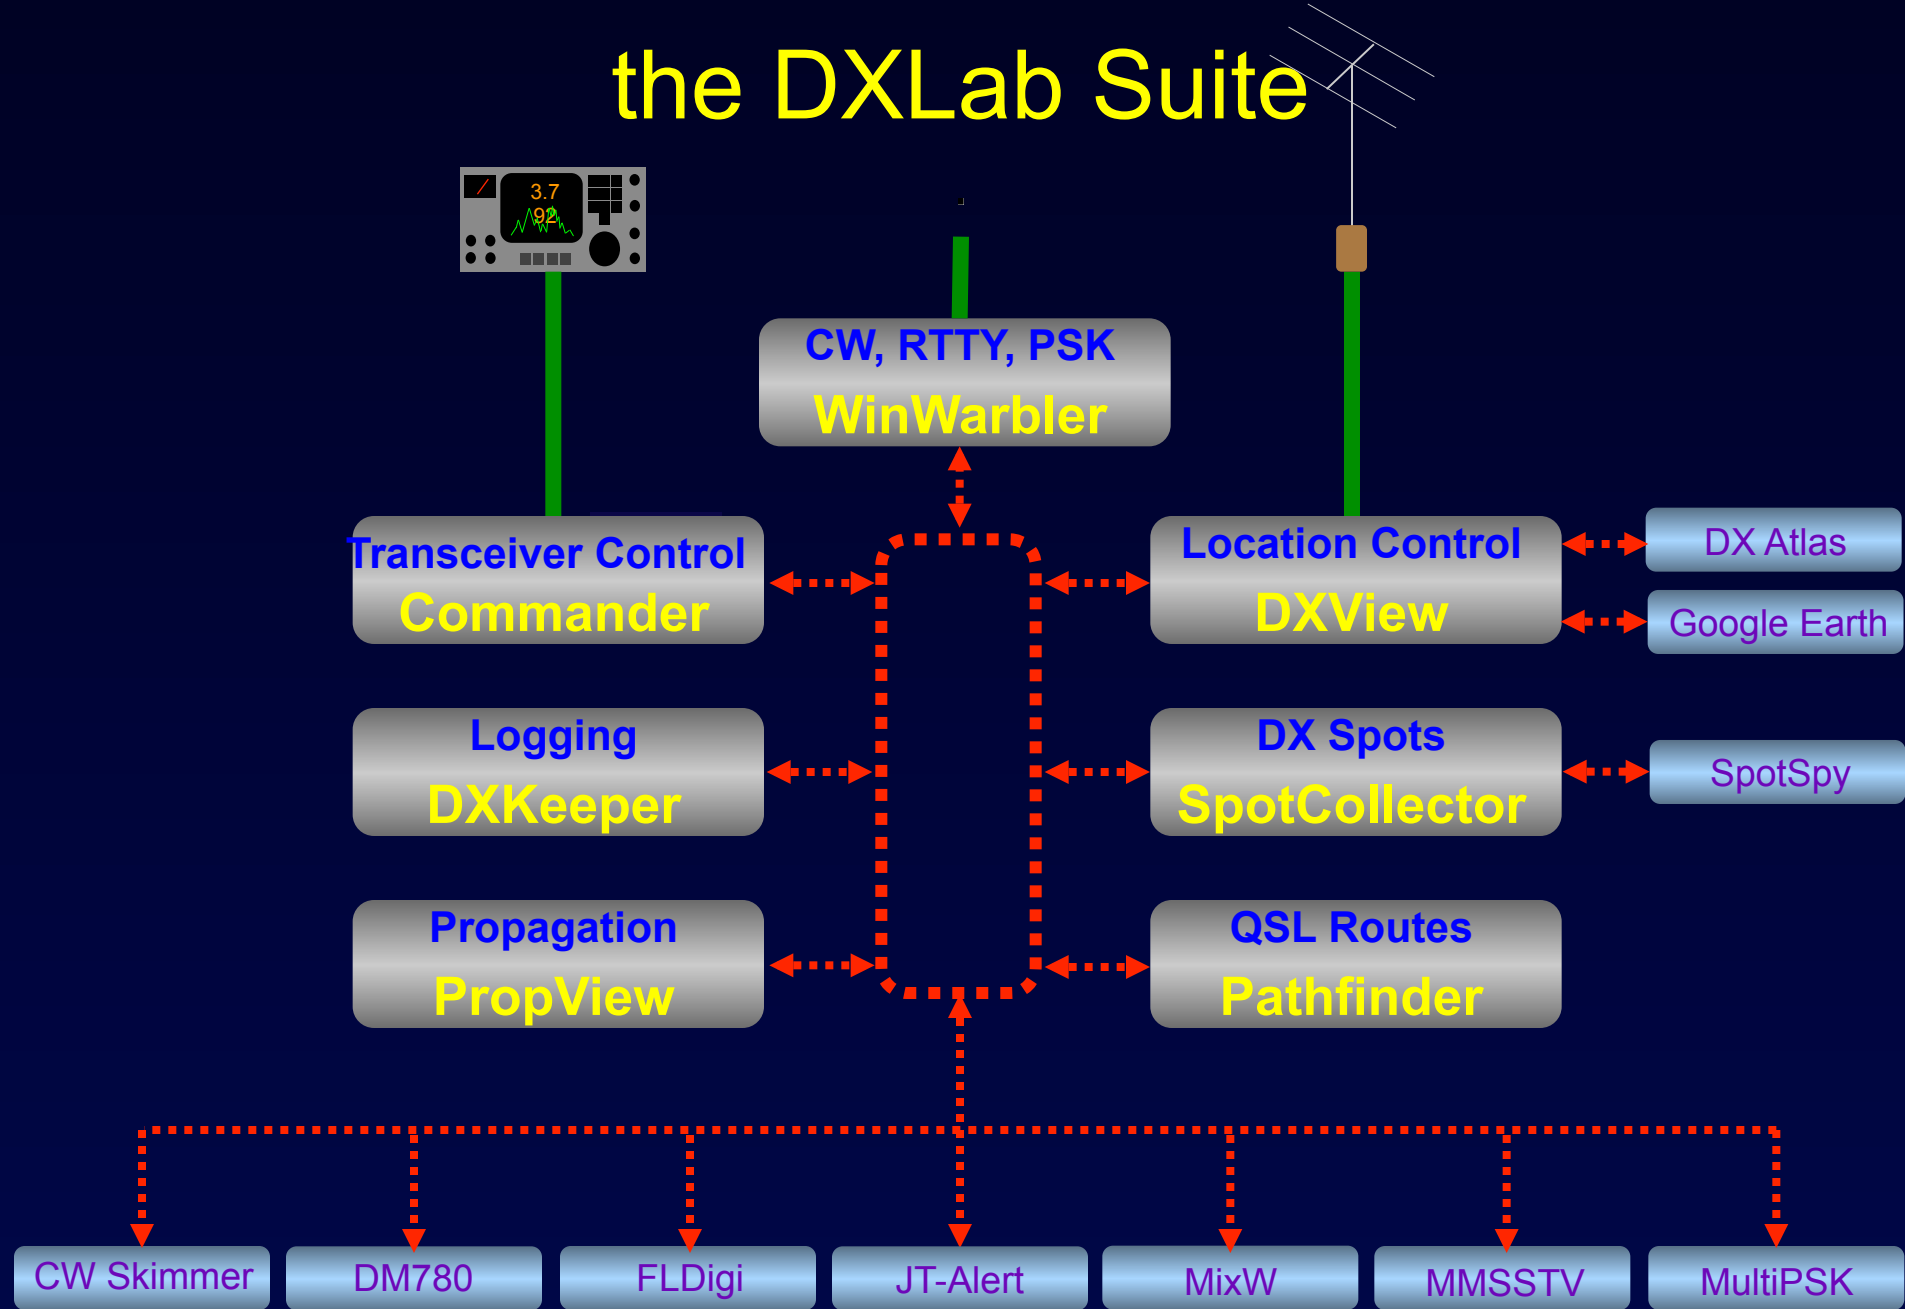 the DXLab Suite
3.7
92
CW, RTTY, PSK
WinWarbler
Transceiver Control
Commander
Location Control
DXView
DX Atlas
Google Earth
Logging
DXKeeper
DX Spots
SpotCollector
SpotSpy
Propagation
PropView
QSL Routes
Pathfinder
CW Skimmer
DM780
FLDigi
JT-Alert
MixW
MMSSTV
MultiPSK